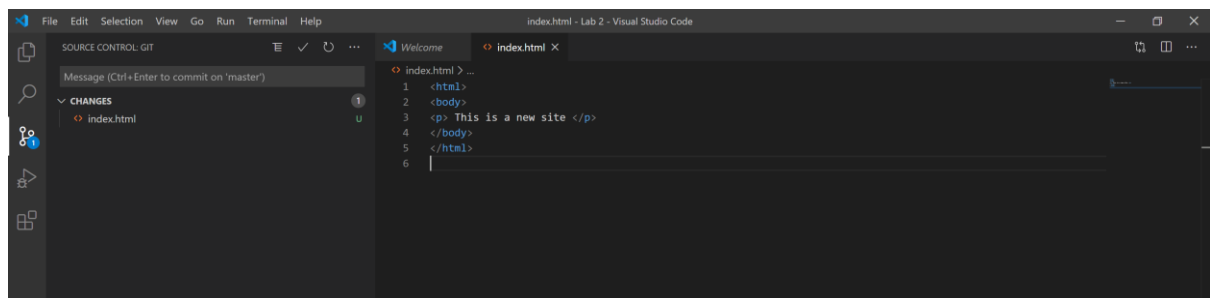 File Edit Selection View Go Run Terminal Help
index.html - Lab 2 - Visual Studio Code
SOURCE CONTROL: GIT
Message (Ctrl+Enter to commit on 'master')
CHANGES 1
index.html U
1
Welcome
index.html
index.html > ...
1 <html>
2 <body>
3 <p> This is a new site </p>
4 </body>
5 </html>
6